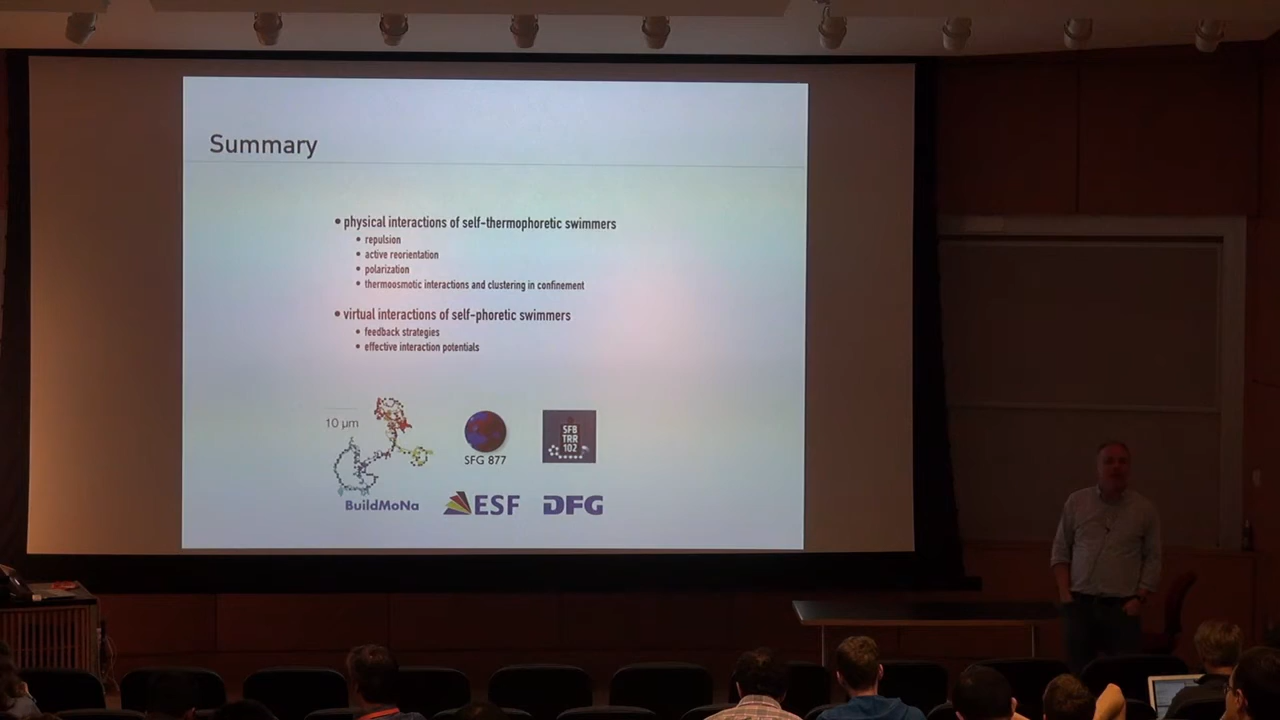 Summary
• physical interactions of self-thermophoretic swimmers
• repulsion
• active reorientation
• polarization
• thermoosmotic interactions and clustering in confinement
• virtual interactions of self-phoretic swimmers
• feedback strategies
• effective interaction potentials
10 µm
SFG 877
SFB
TRR
102
BuildMoNa
ESF
DFG